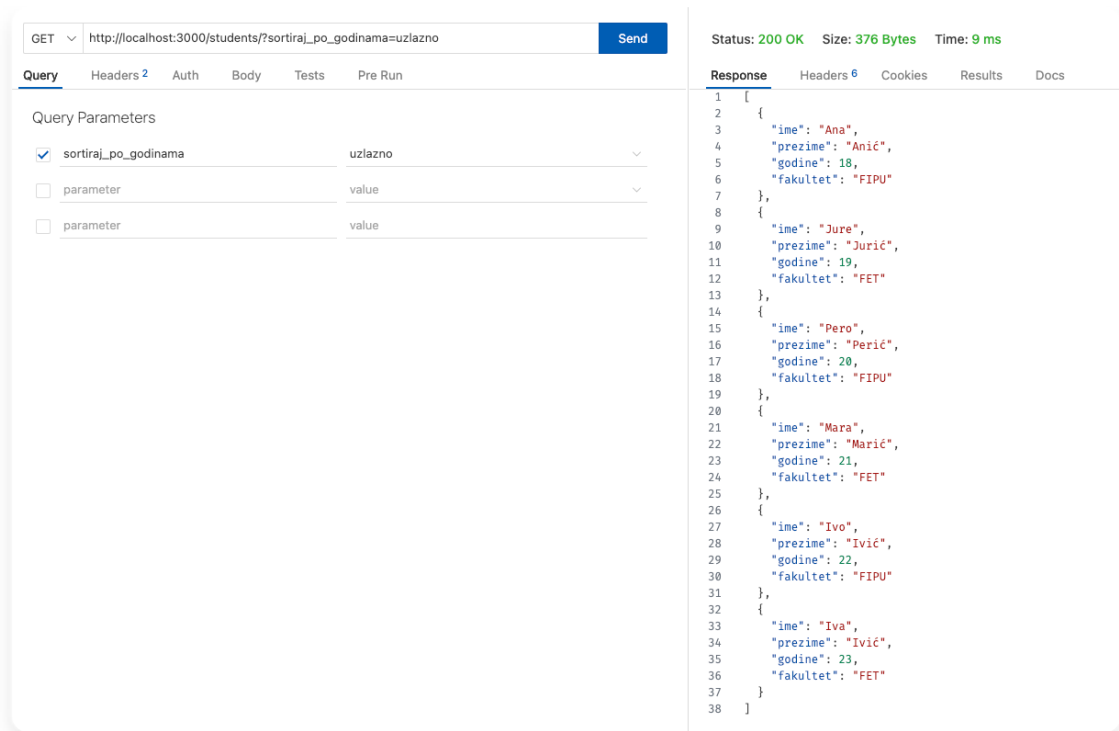 GET http://localhost:3000/students/?sortiraj_po_godinama=uzlazno Send
Query Headers 2 Auth Body Tests Pre Run
Query Parameters
sortiraj_po_godinama uzlazno
parameter value
parameter value
Status: 200 OK Size: 376 Bytes Time: 9 ms
Response Headers 6 Cookies Results Docs
1 [
2 {
3 "ime": "Ana",
4 "prezime": "Anić",
5 "godine": 18,
6 "fakultet": "FIPU"
7 },
8 {
9 "ime": "Jure",
10 "prezime": "Jurić",
11 "godine": 19,
12 "fakultet": "FET"
13 },
14 {
15 "ime": "Pero",
16 "prezime": "Perić",
17 "godine": 20,
18 "fakultet": "FIPU"
19 },
20 {
21 "ime": "Mara",
22 "prezime": "Marić",
23 "godine": 21,
24 "fakultet": "FET"
25 },
26 {
27 "ime": "Ivo",
28 "prezime": "Ivić",
29 "godine": 22,
30 "fakultet": "FIPU"
31 },
32 {
33 "ime": "Iva",
34 "prezime": "Ivić",
35 "godine": 23,
36 "fakultet": "FET"
37 }
38 ]